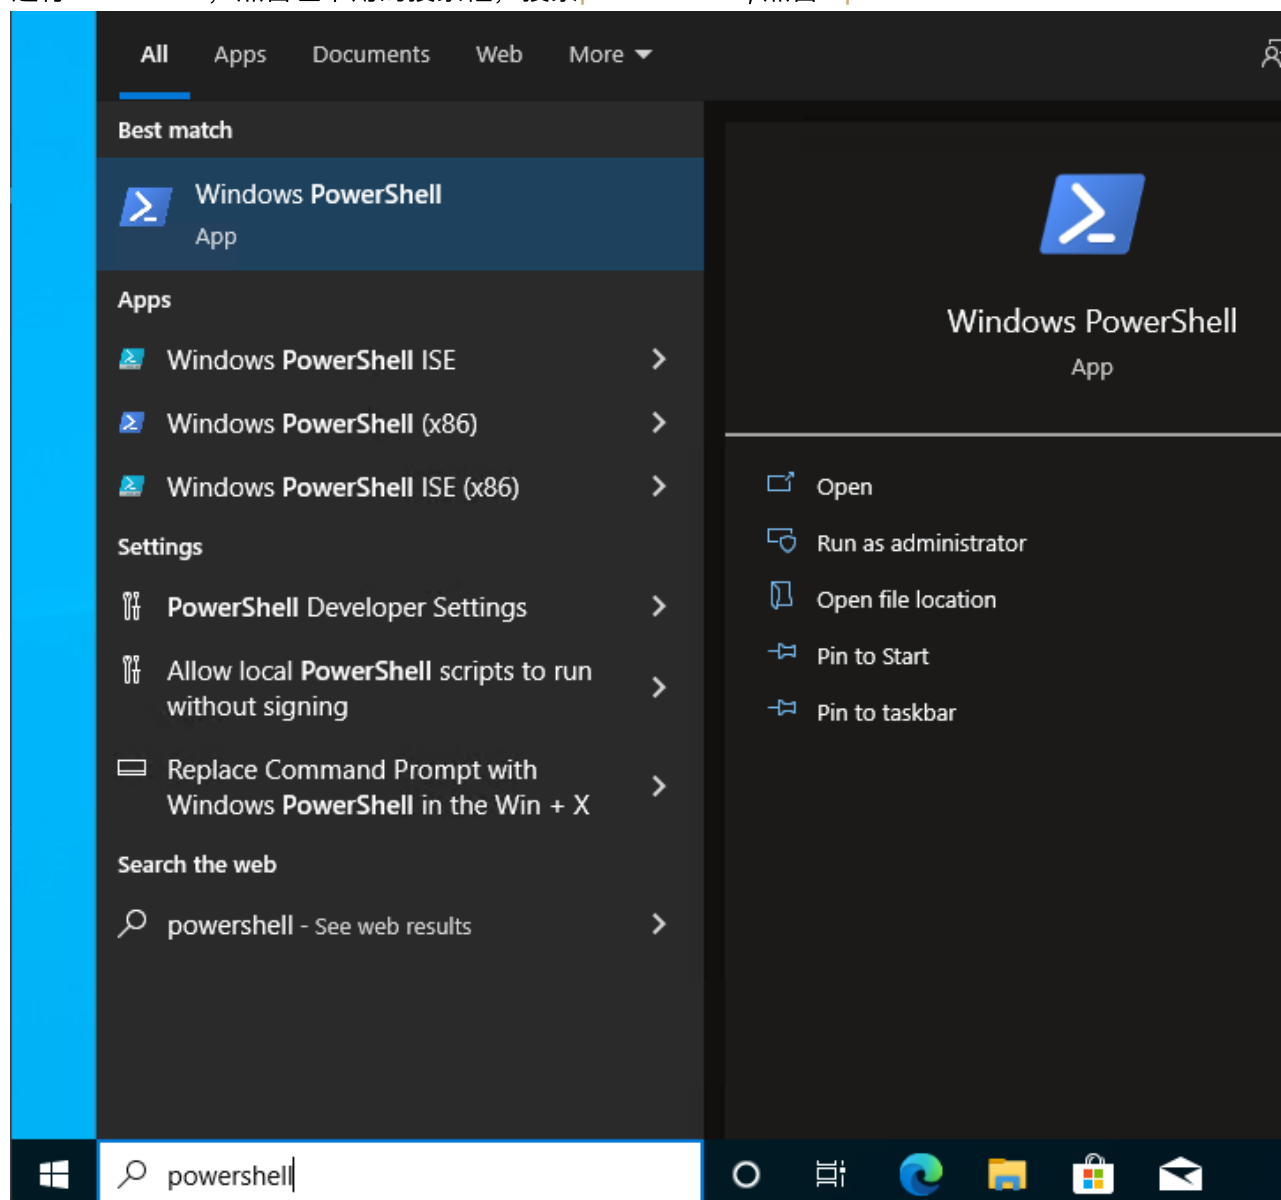 All Apps Documents Web More
Best match
Windows PowerShell
App
Apps
Windows PowerShell ISE
Windows PowerShell (x86)
Windows PowerShell ISE (x86)
Settings
PowerShell Developer Settings
Allow local PowerShell scripts to run
without signing
Replace Command Prompt with
Windows PowerShell in the Win + X
Search the web
powershell - See web results
Windows PowerShell
App
Open
Run as administrator
Open file location
Pin to Start
Pin to taskbar
powershell